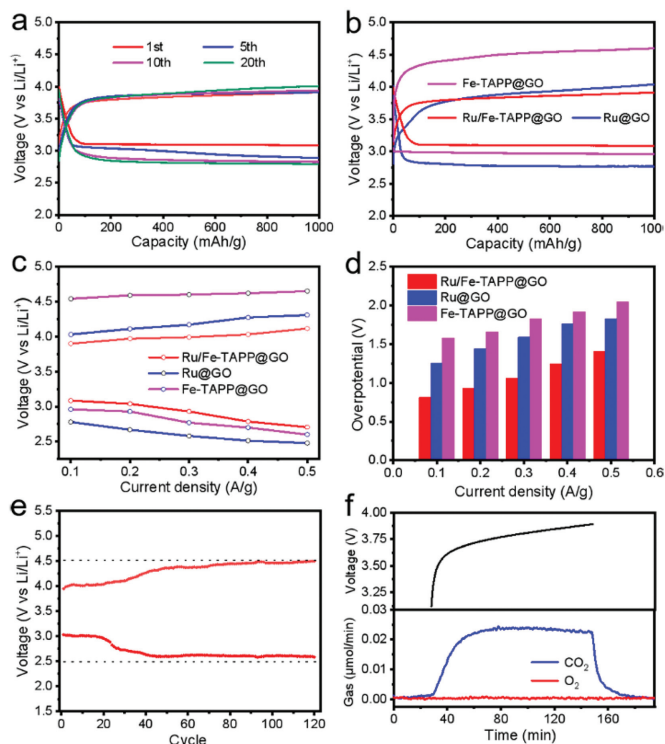 a
1st
5th
10th
20th
Voltage (V vs Li/Li⁺)
4.5
4.0
3.5
3.0
2.5
2.0
0 200 400 600 800 1000
Capacity (mAh/g)
b
Fe-TAPP@GO
Ru/Fe-TAPP@GO
Ru@GO
Voltage (V vs Li/Li⁺)
4.5
4.0
3.5
3.0
2.5
2.0
0 200 400 600 800 100
Capacity (mAh/g)
c
Voltage (V vs Li/Li⁺)
5.0
4.5
4.0
3.5
3.0
2.5
Ru/Fe-TAPP@GO
Ru@GO
Fe-TAPP@GO
0.1 0.2 0.3 0.4 0.5
Current density (A/g)
d
Overpotential (V)
2.5
2.0
1.5
1.0
0.5
0.0
Ru/Fe-TAPP@GO
Ru@GO
Fe-TAPP@GO
0.0 0.1 0.2 0.3 0.4 0.5 0.6
Current density (A/g)
e
Voltage (V vs Li/Li⁺)
5.5
5.0
4.5
4.0
3.5
3.0
2.5
2.0
1.5
0 20 40 60 80 100 120
Cycle
f
Voltage (V)
4.00
3.75
3.25
0.03
Gas (μmol/min)
0.02
0.01
0.00
CO₂
O₂
40 80 120 160
Time (min)